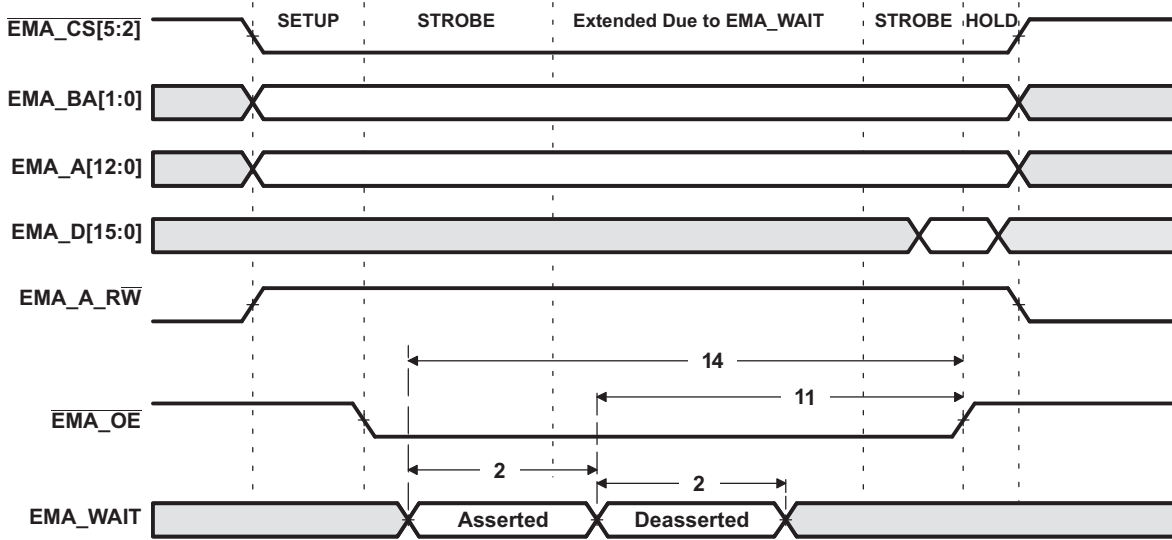 SETUP STROBE Extended Due to EMA_WAIT STROBE HOLD
EMA_CS[5:2]
EMA_BA[1:0]
EMA_A[12:0]
EMA_D[15:0]
EMA_A_RW
14
11
EMA_OE
2
2
EMA_WAIT Asserted Deasserted